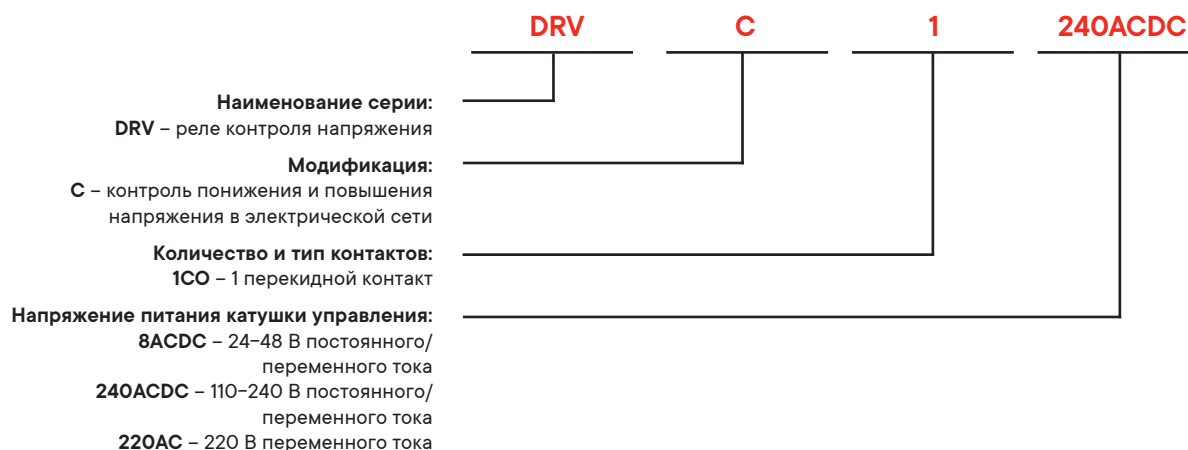 DRV C 1 240ACDC
Наименование серии:
DRV – реле контроля напряжения
Модификация:
C – контроль понижения и повышения
напряжения в электрической сети
Количество и тип контактов:
1CO – 1 перекидной контакт
Напряжение питания катушки управления:
8ACDC – 24–48 В постоянного/
переменного тока
240ACDC – 110–240 В постоянного/
переменного тока
220AC – 220 В переменного тока